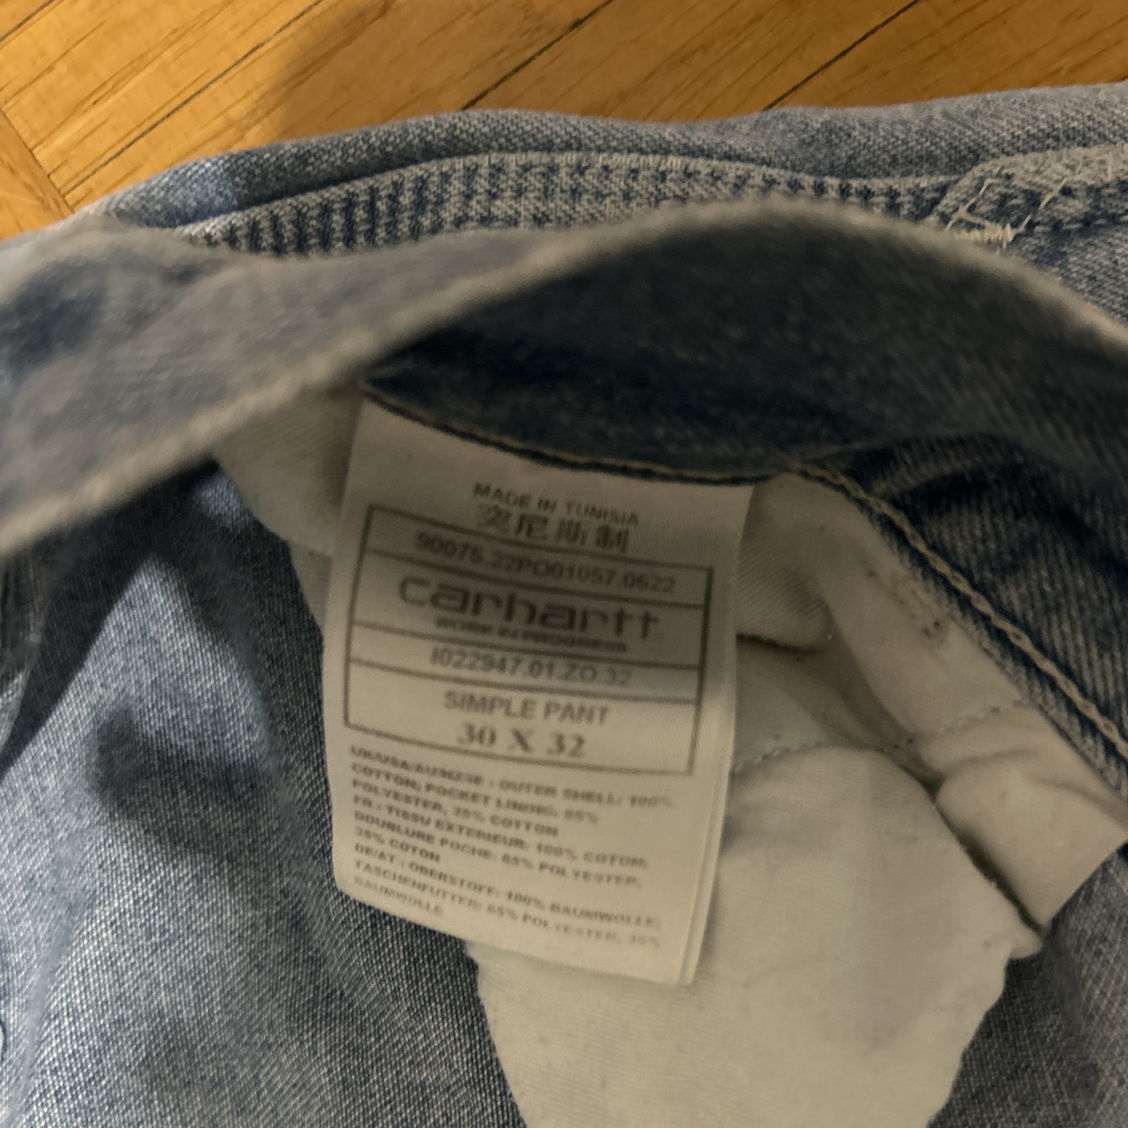 MADE IN TUNISIA
突尼斯制
90075.22PO01057.0622
carhartt
WORK IN PROGRESS
I022947.01.ZO 32
SIMPLE PANT
30 X 32
UK/USA/AU/NZ/IE : OUTER SHELL: 100%
COTTON; POCKET LINING: 65%
POLYESTER, 35% COTTON
FR : TISSU EXTERIEUR: 100% COTON;
DOUBLURE POCHE: 65% POLYESTER,
35% COTON
DE/AT : OBERSTOFF: 100% BAUMWOLLE;
TASCHENFUTTER: 65% POLYESTER, 35%
BAUMWOLLE